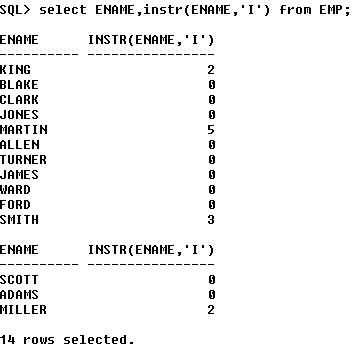 SQL> select ENAME,instr(ENAME,'I') from EMP;
ENAME      INSTR(ENAME,'I')
---------- ----------------
KING                      2
BLAKE                     0
CLARK                     0
JONES                     0
MARTIN                    5
ALLEN                     0
TURNER                    0
JAMES                     0
WARD                      0
FORD                      0
SMITH                     3
ENAME      INSTR(ENAME,'I')
---------- ----------------
SCOTT                     0
ADAMS                     0
MILLER                    2
14 rows selected.